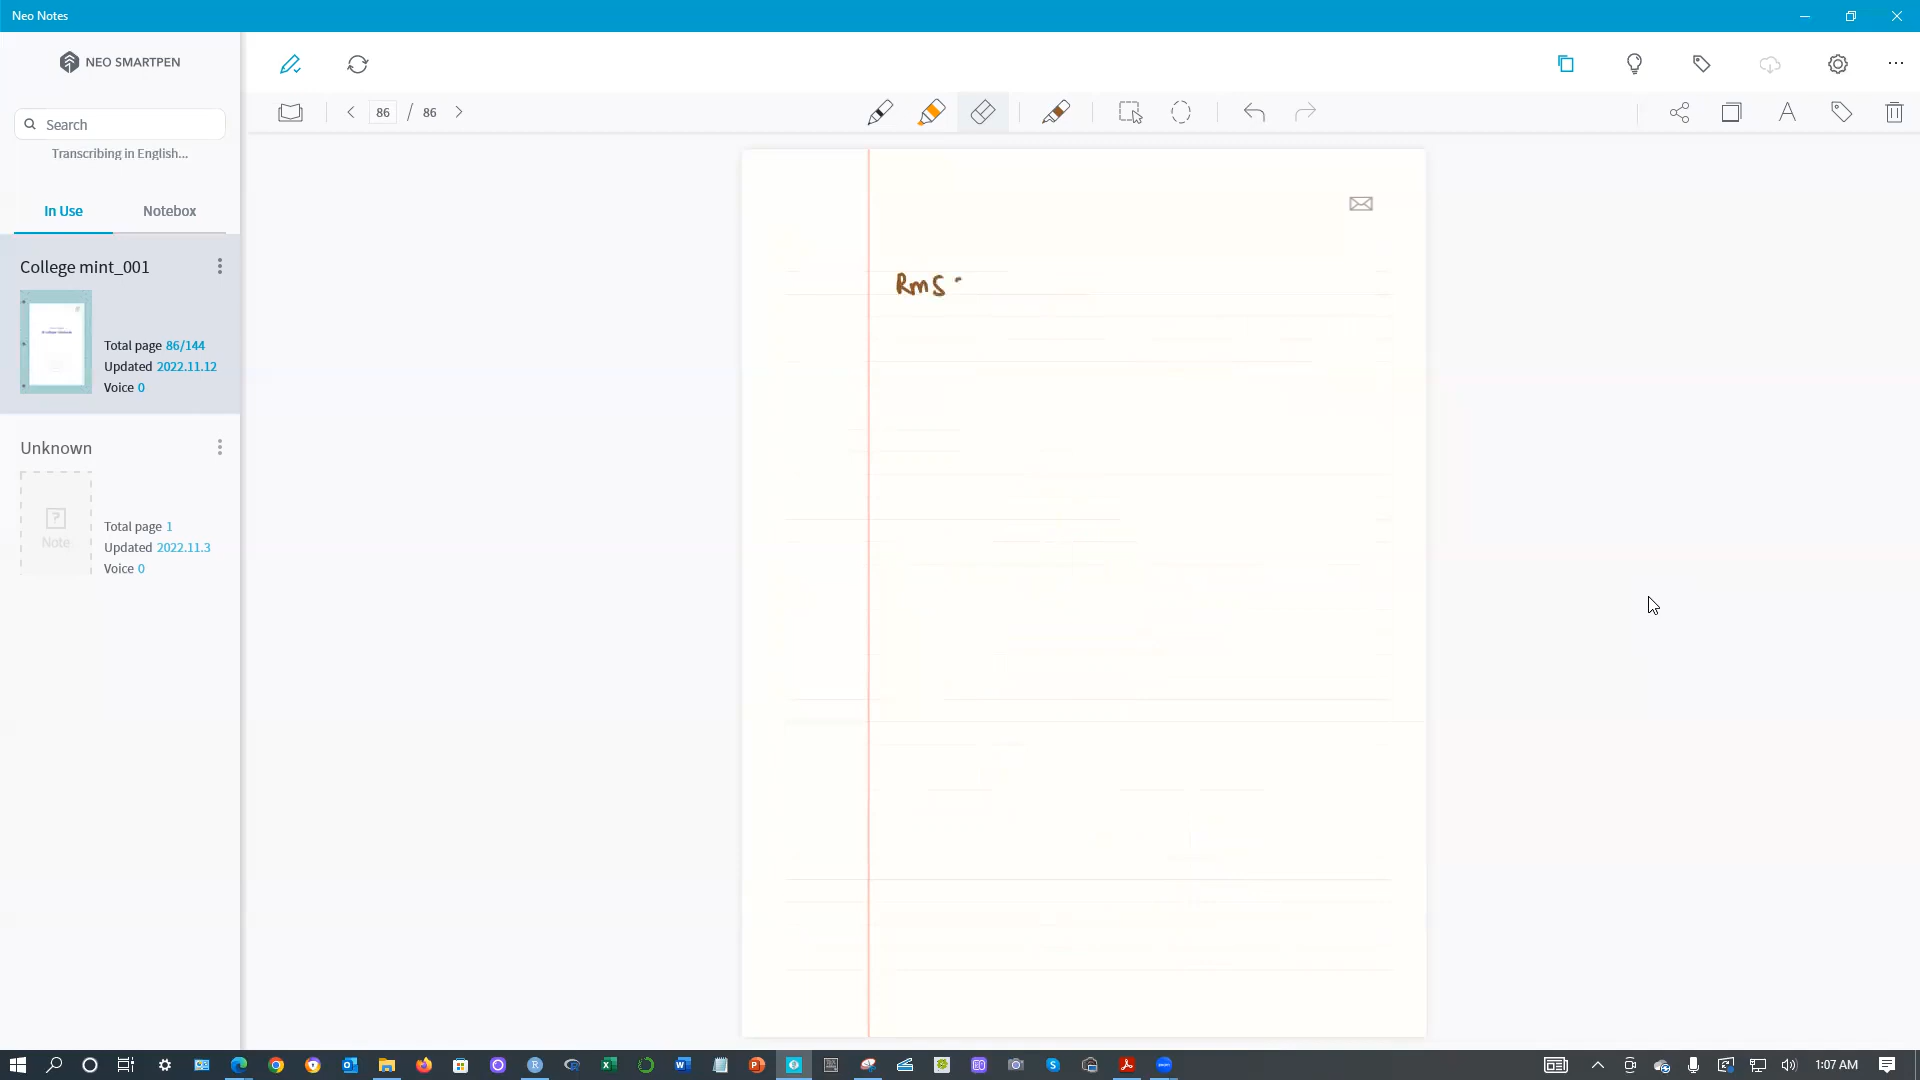 Neo Notes
NEO SMARTPEN
Search
Transcribing in English...
In Use Notebox
College mint_001
Total page 86/144
Updated 2022.11.12
Voice 0
Unknown
Note
Total page 1
Updated 2022.11.3
Voice 0
86 / 86
RmS
1:07 AM